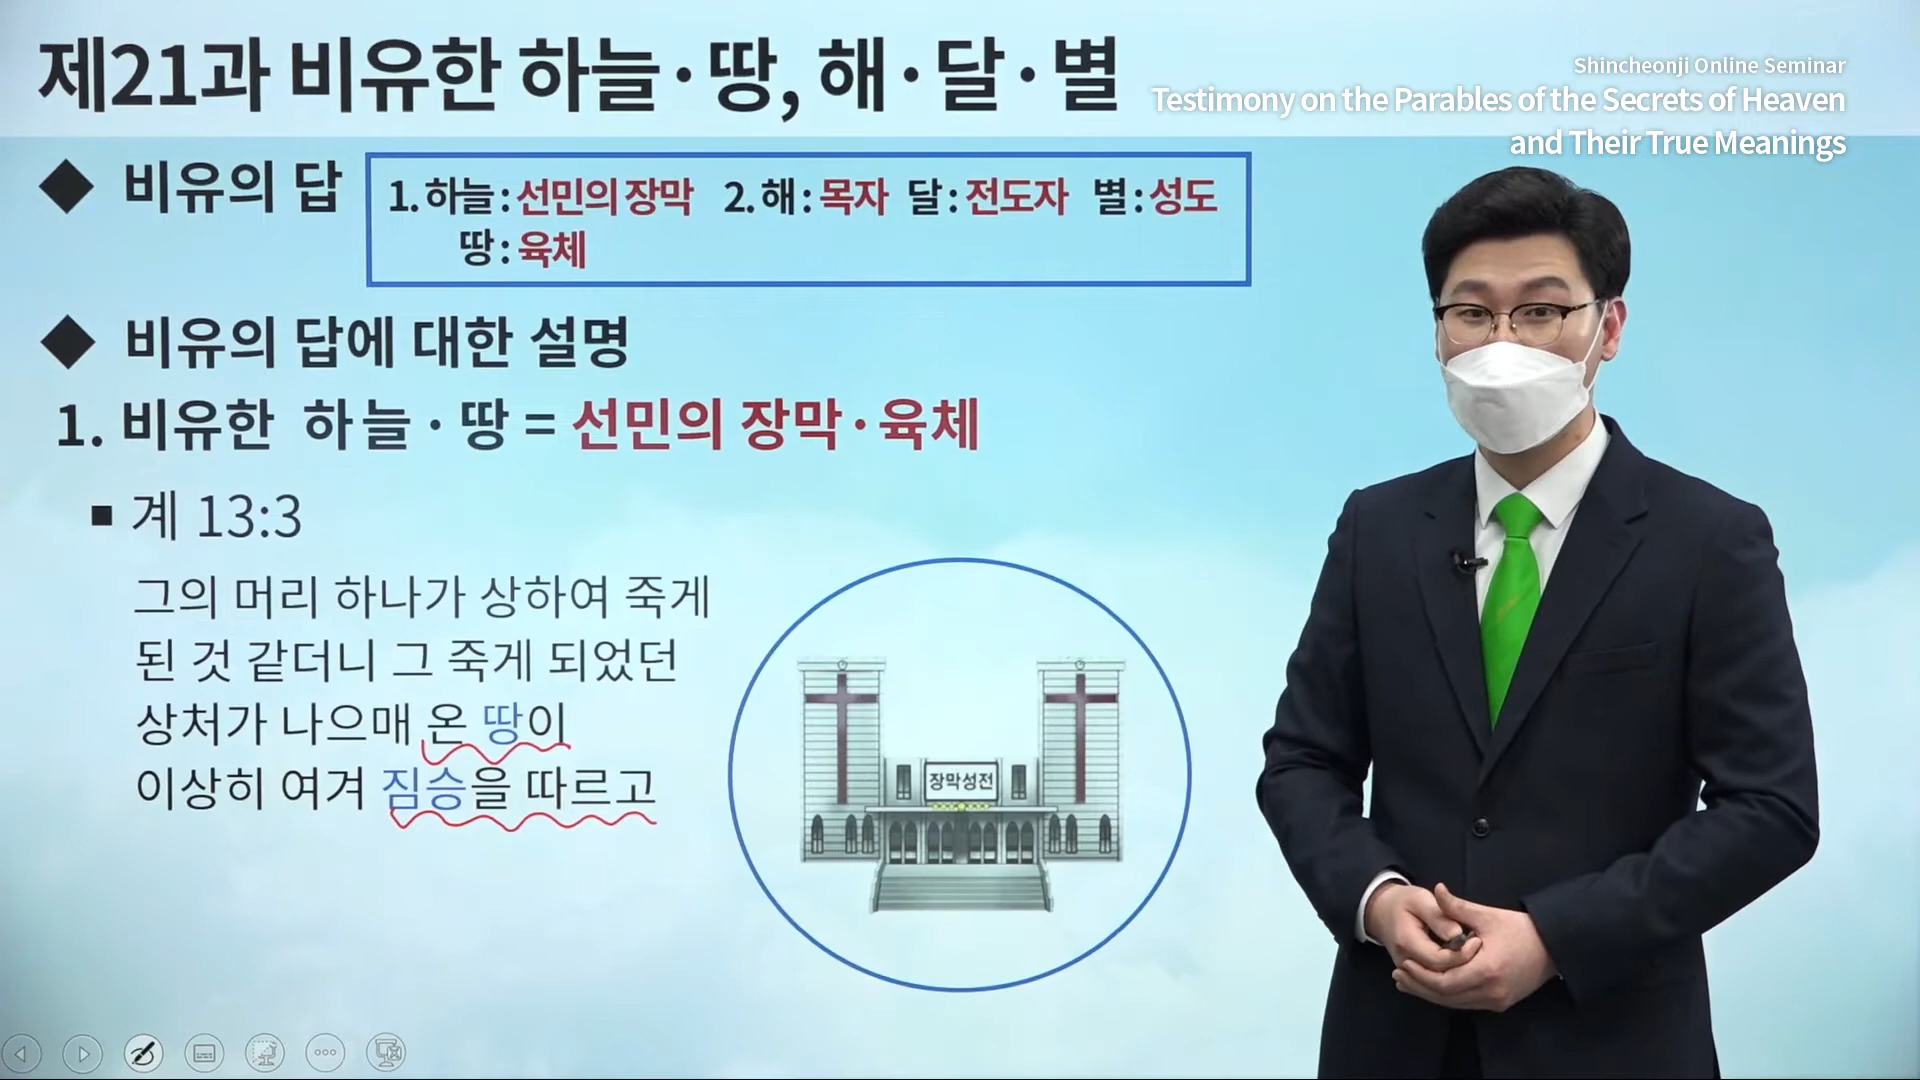 제21과 비유한 하늘·땅, 해·달·별
Shincheonji Online Seminar
Testimony on the Parables of the Secrets of Heaven
and Their True Meanings
◆ 비유의 답
1. 하늘 : 선민의 장막 2. 해 : 목자 달 : 전도자 별 : 성도
땅 : 육체
◆ 비유의 답에 대한 설명
1. 비유한 하늘·땅 = 선민의 장막·육체
■ 계 13:3
그의 머리 하나가 상하여 죽게
된 것 같더니 그 죽게 되었던
상처가 나으매 온 땅이
이상히 여겨 짐승을 따르고
장막성전